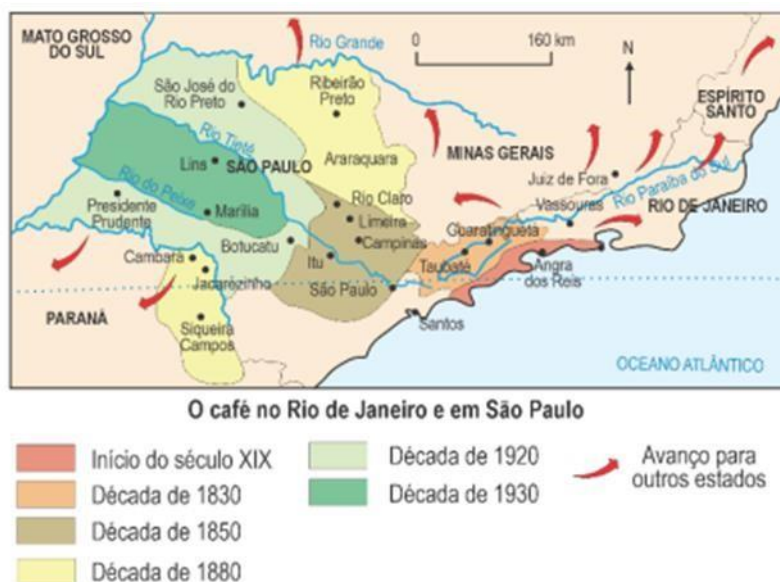 MATO GROSSO
DO SUL
Rio Grande
0 160 km
N
São José do
Rio Preto
Ribeirão
Preto
ESPÍRITO
SANTO
Rio Tietê
Lins
SÃO PAULO
Araraquara
MINAS GERAIS
Juiz de Fora
Rio Paraíba do Sul
Rio do Peixe
Presidente
Prudente
Marília
Rio Claro
Limeira
Campinas
Vassouras
RIO DE JANEIRO
Guaratinguetá
Botucatu
Itu
Taubaté
Angra
dos Reis
Cambará
Jacarézinho
São Paulo
PARANÁ
Siqueira
Campos
Santos
OCEANO ATLÂNTICO
O café no Rio de Janeiro e em São Paulo
Início do século XIX
Década de 1830
Década de 1850
Década de 1880
Década de 1920
Década de 1930
Avanço para
outros estados